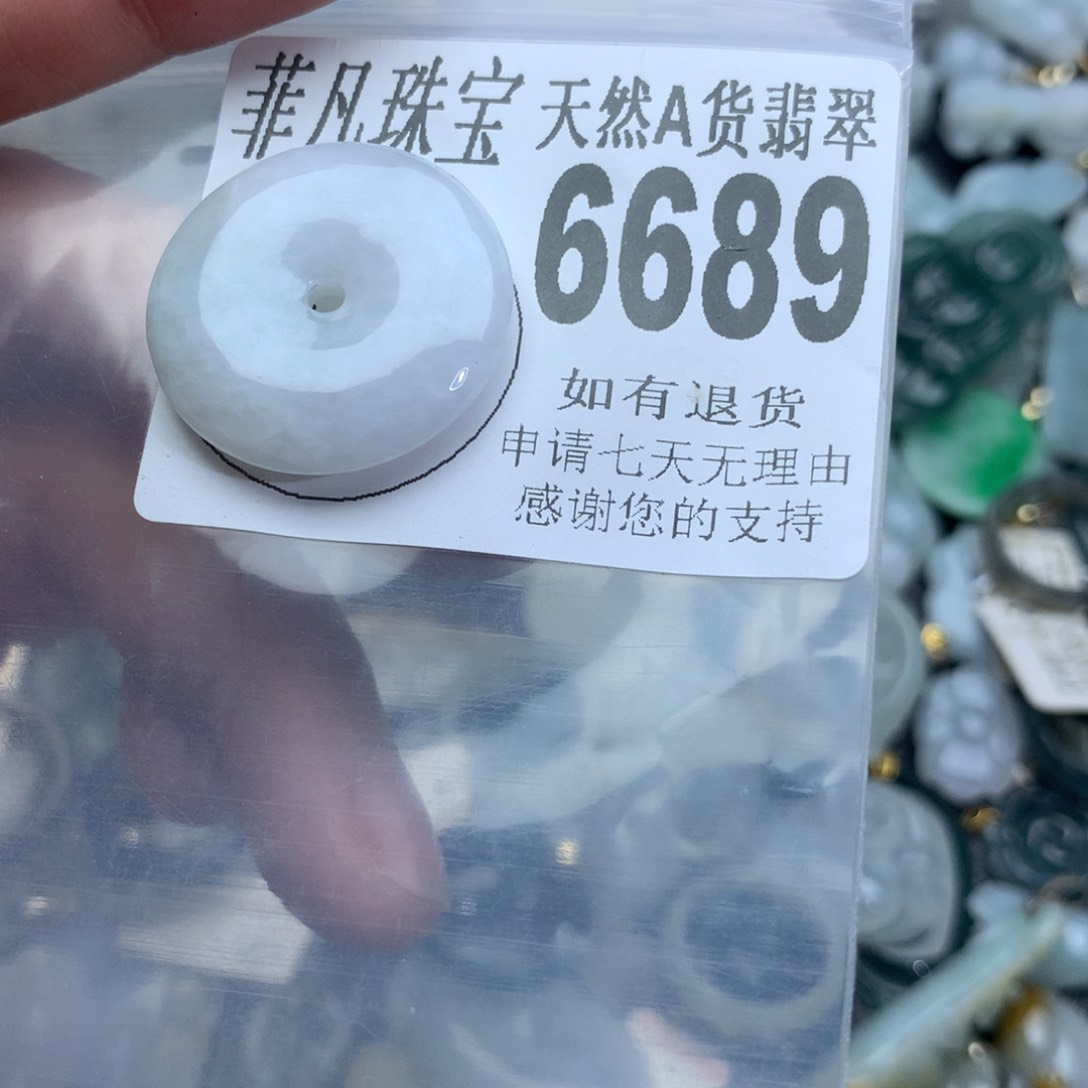 菲凡珠宝 天然A货翡翠
6689
如有退货
申请七天无理由
感谢您的支持